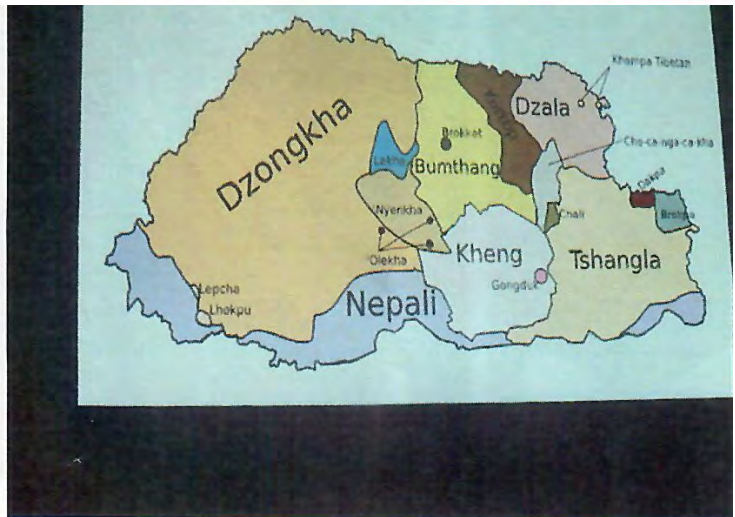 Khampa Tibetan
Dzala
Dzongkha
Brokkat
Cho-ca-nga-ca-kha
Lakha
Bumthang
Dakpa
Nyenkha
Chali
Brokpa
'Olekha
Kheng
Tshangla
Gongduk
Lepcha
Nepali
Lhokpu